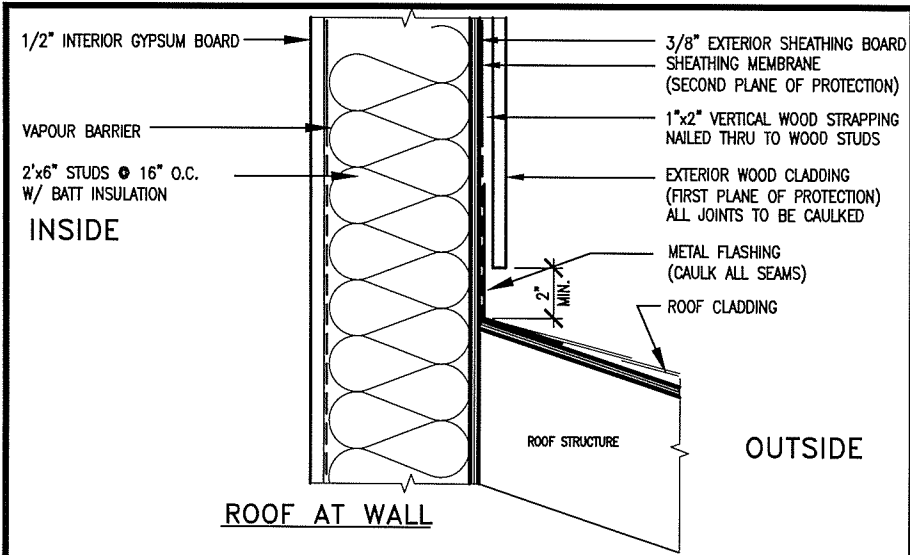 1/2" INTERIOR GYPSUM BOARD
VAPOUR BARRIER
2'x6" STUDS @ 16" O.C.
W/ BATT INSULATION
INSIDE
3/8" EXTERIOR SHEATHING BOARD
SHEATHING MEMBRANE
(SECOND PLANE OF PROTECTION)
1"x2" VERTICAL WOOD STRAPPING
NAILED THRU TO WOOD STUDS
EXTERIOR WOOD CLADDING
(FIRST PLANE OF PROTECTION)
ALL JOINTS TO BE CAULKED
METAL FLASHING
(CAULK ALL SEAMS)
2"
MIN.
ROOF CLADDING
ROOF STRUCTURE
OUTSIDE
ROOF AT WALL